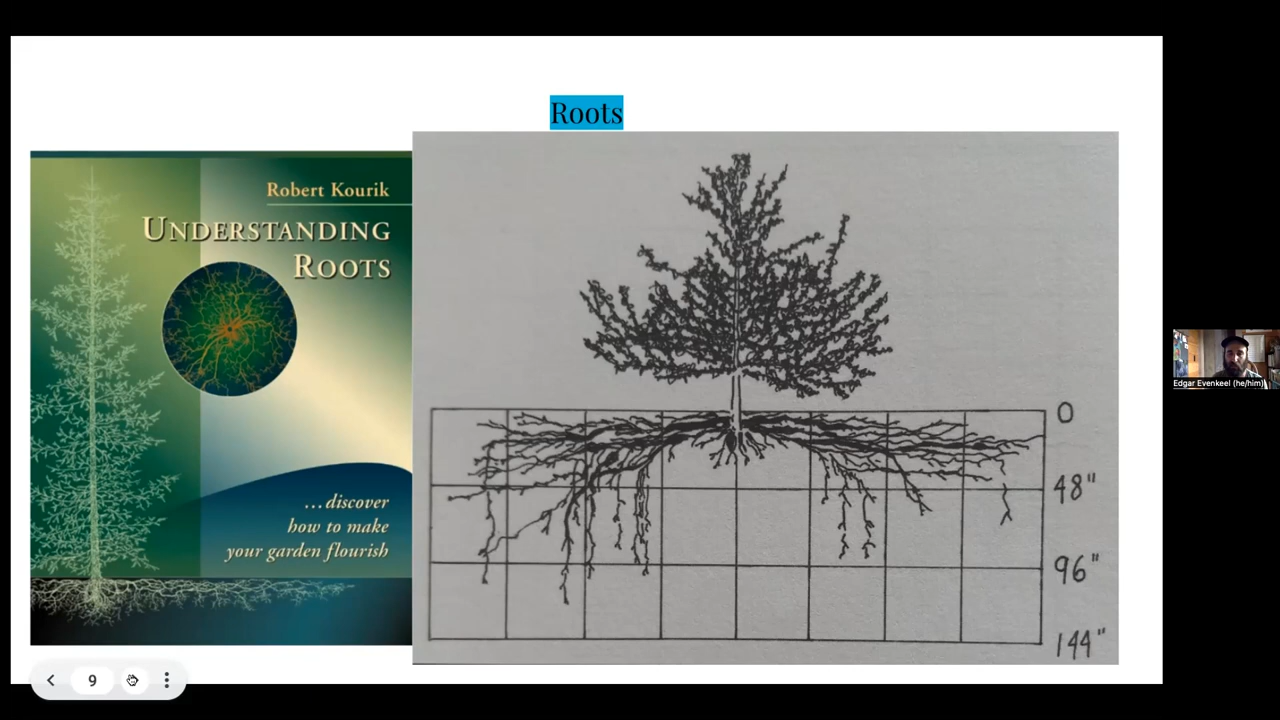 Roots
Robert Kourik
UNDERSTANDING
ROOTS
...discover
how to make
your garden flourish
0
48"
96"
144"
Edgar Evenkeel (he/him)
9